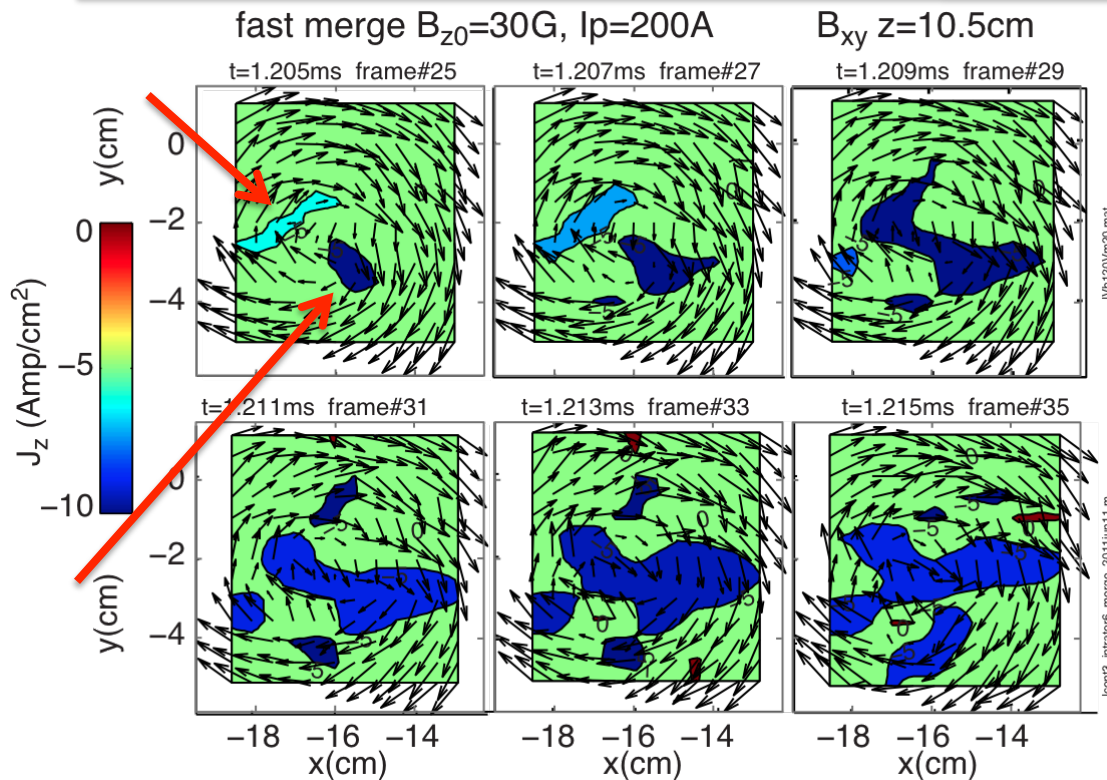 fast merge B_z0=30G, Ip=200A
B_xy z=10.5cm
t=1.205ms frame#25
t=1.207ms frame#27
t=1.209ms frame#29
y(cm)
0
−2
−4
J_z (Amp/cm²)
0
−5
−10
t=1.211ms frame#31
t=1.213ms frame#33
t=1.215ms frame#35
y(cm)
0
−2
−4
−18 −16 −14
−18 −16 −14
−18 −16 −14
x(cm)
x(cm)
x(cm)